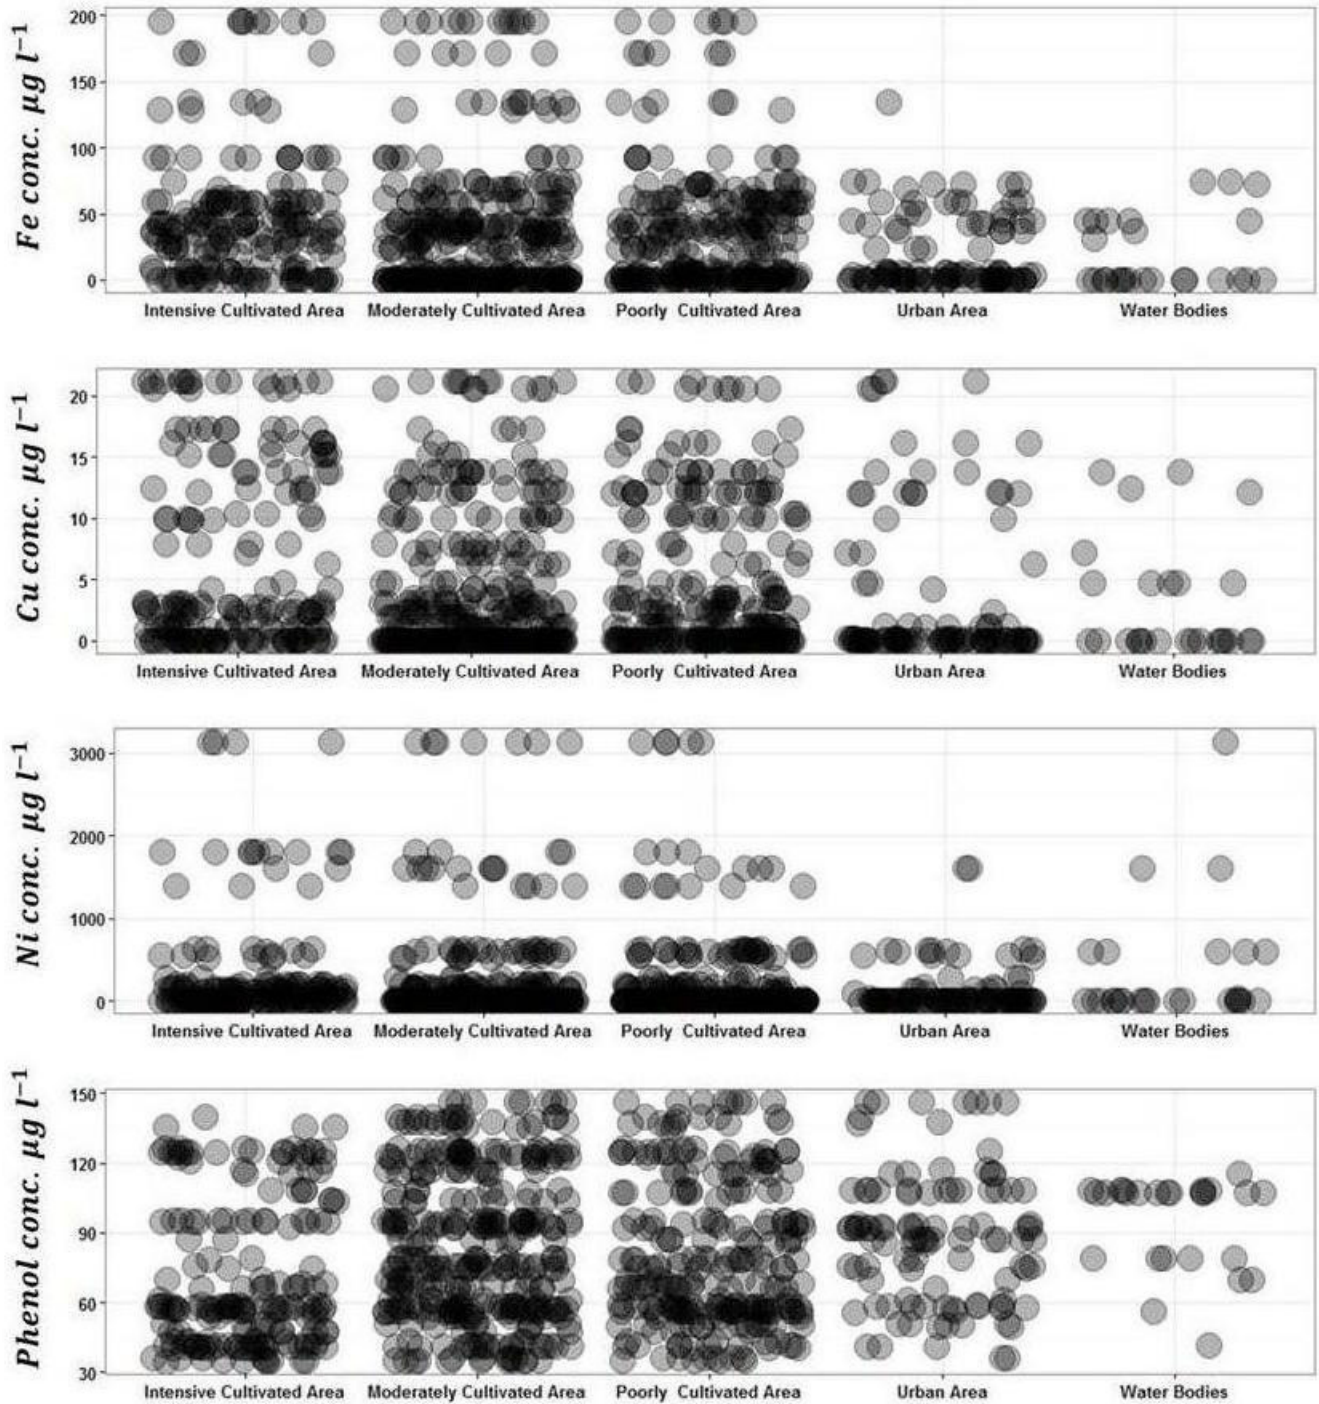 Fe conc. μg l⁻¹
200
150
100
50
0
Intensive Cultivated Area Moderately Cultivated Area Poorly Cultivated Area Urban Area Water Bodies
Cu conc. μg l⁻¹
20
15
10
5
0
Intensive Cultivated Area Moderately Cultivated Area Poorly Cultivated Area Urban Area Water Bodies
Ni conc. μg l⁻¹
3000
2000
1000
0
Intensive Cultivated Area Moderately Cultivated Area Poorly Cultivated Area Urban Area Water Bodies
Phenol conc. μg l⁻¹
150
120
90
60
30
Intensive Cultivated Area Moderately Cultivated Area Poorly Cultivated Area Urban Area Water Bodies